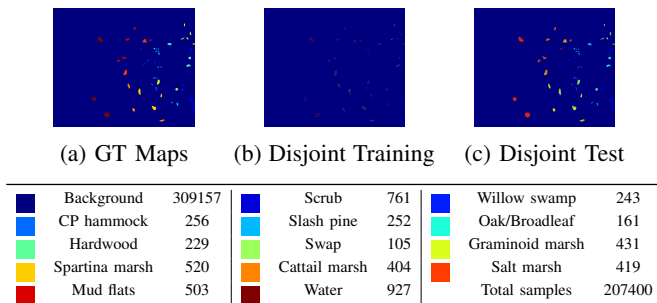 (a) GT Maps (b) Disjoint Training (c) Disjoint Test
Background 309157 Scrub 761 Willow swamp 243
CP hammock 256 Slash pine 252 Oak/Broadleaf 161
Hardwood 229 Swap 105 Graminoid marsh 431
Spartina marsh 520 Cattail marsh 404 Salt marsh 419
Mud flats 503 Water 927 Total samples 207400